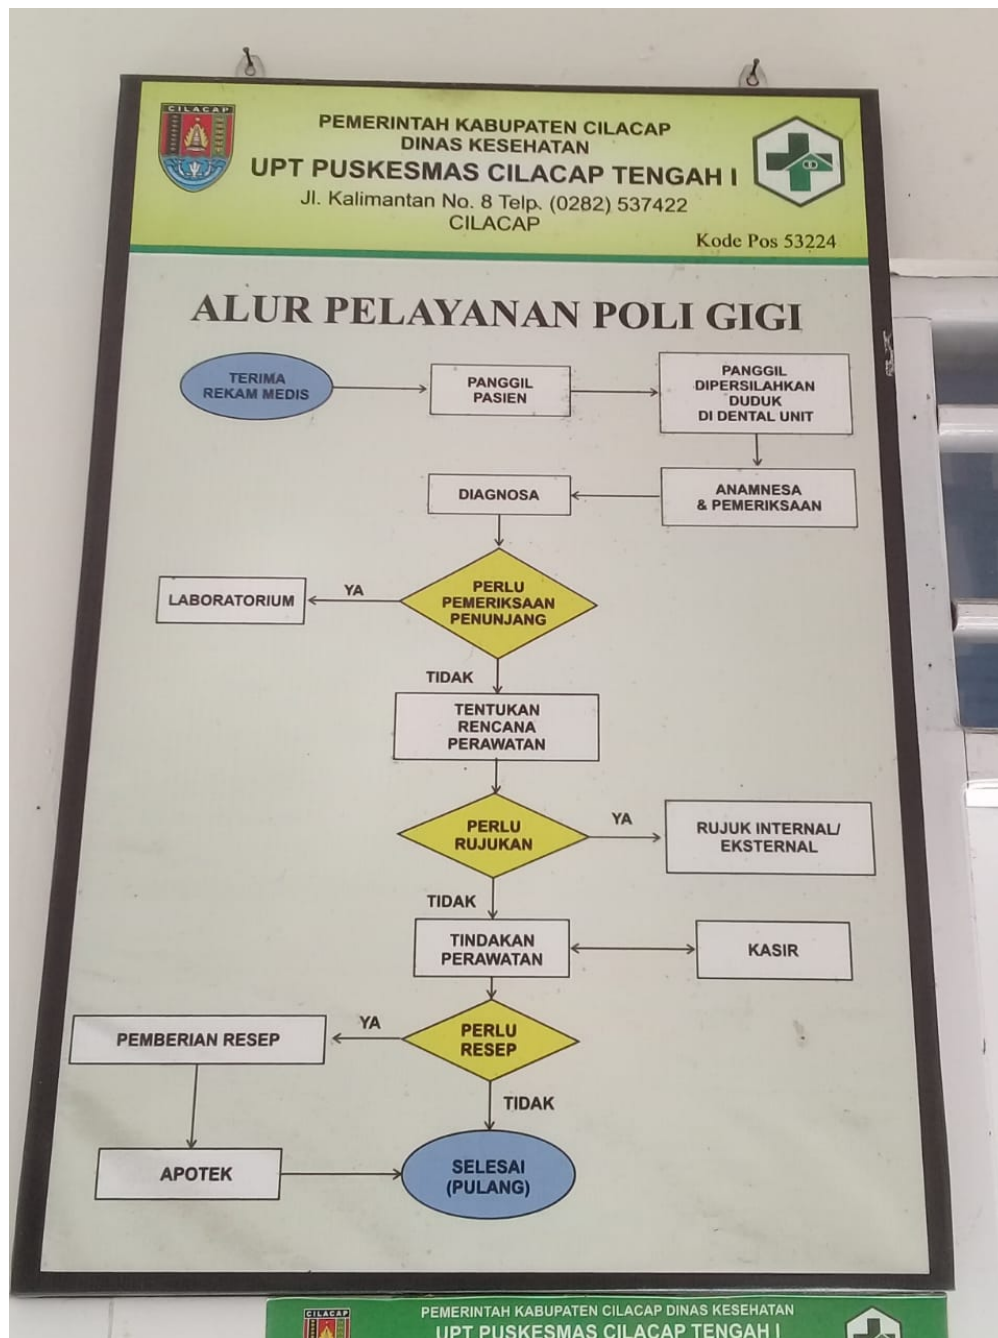 CILACAP
PEMERINTAH KABUPATEN CILACAP
DINAS KESEHATAN
UPT PUSKESMAS CILACAP TENGAH I
Jl. Kalimantan No. 8 Telp. (0282) 537422
CILACAP
Kode Pos 53224
ALUR PELAYANAN POLI GIGI
TERIMA
REKAM MEDIS
PANGGIL
PASIEN
PANGGIL
DIPERSILAHKAN
DUDUK
DI DENTAL UNIT
ANAMNESA
& PEMERIKSAAN
DIAGNOSA
PERLU
PEMERIKSAAN
PENUNJANG
YA
LABORATORIUM
TIDAK
TENTUKAN
RENCANA
PERAWATAN
PERLU
RUJUKAN
YA
RUJUK INTERNAL/
EKSTERNAL
TIDAK
TINDAKAN
PERAWATAN
KASIR
PERLU
RESEP
YA
PEMBERIAN RESEP
TIDAK
APOTEK
SELESAI
(PULANG)
CILACAP
PEMERINTAH KABUPATEN CILACAP DINAS KESEHATAN
UPT PUSKESMAS CILACAP TENGAH I